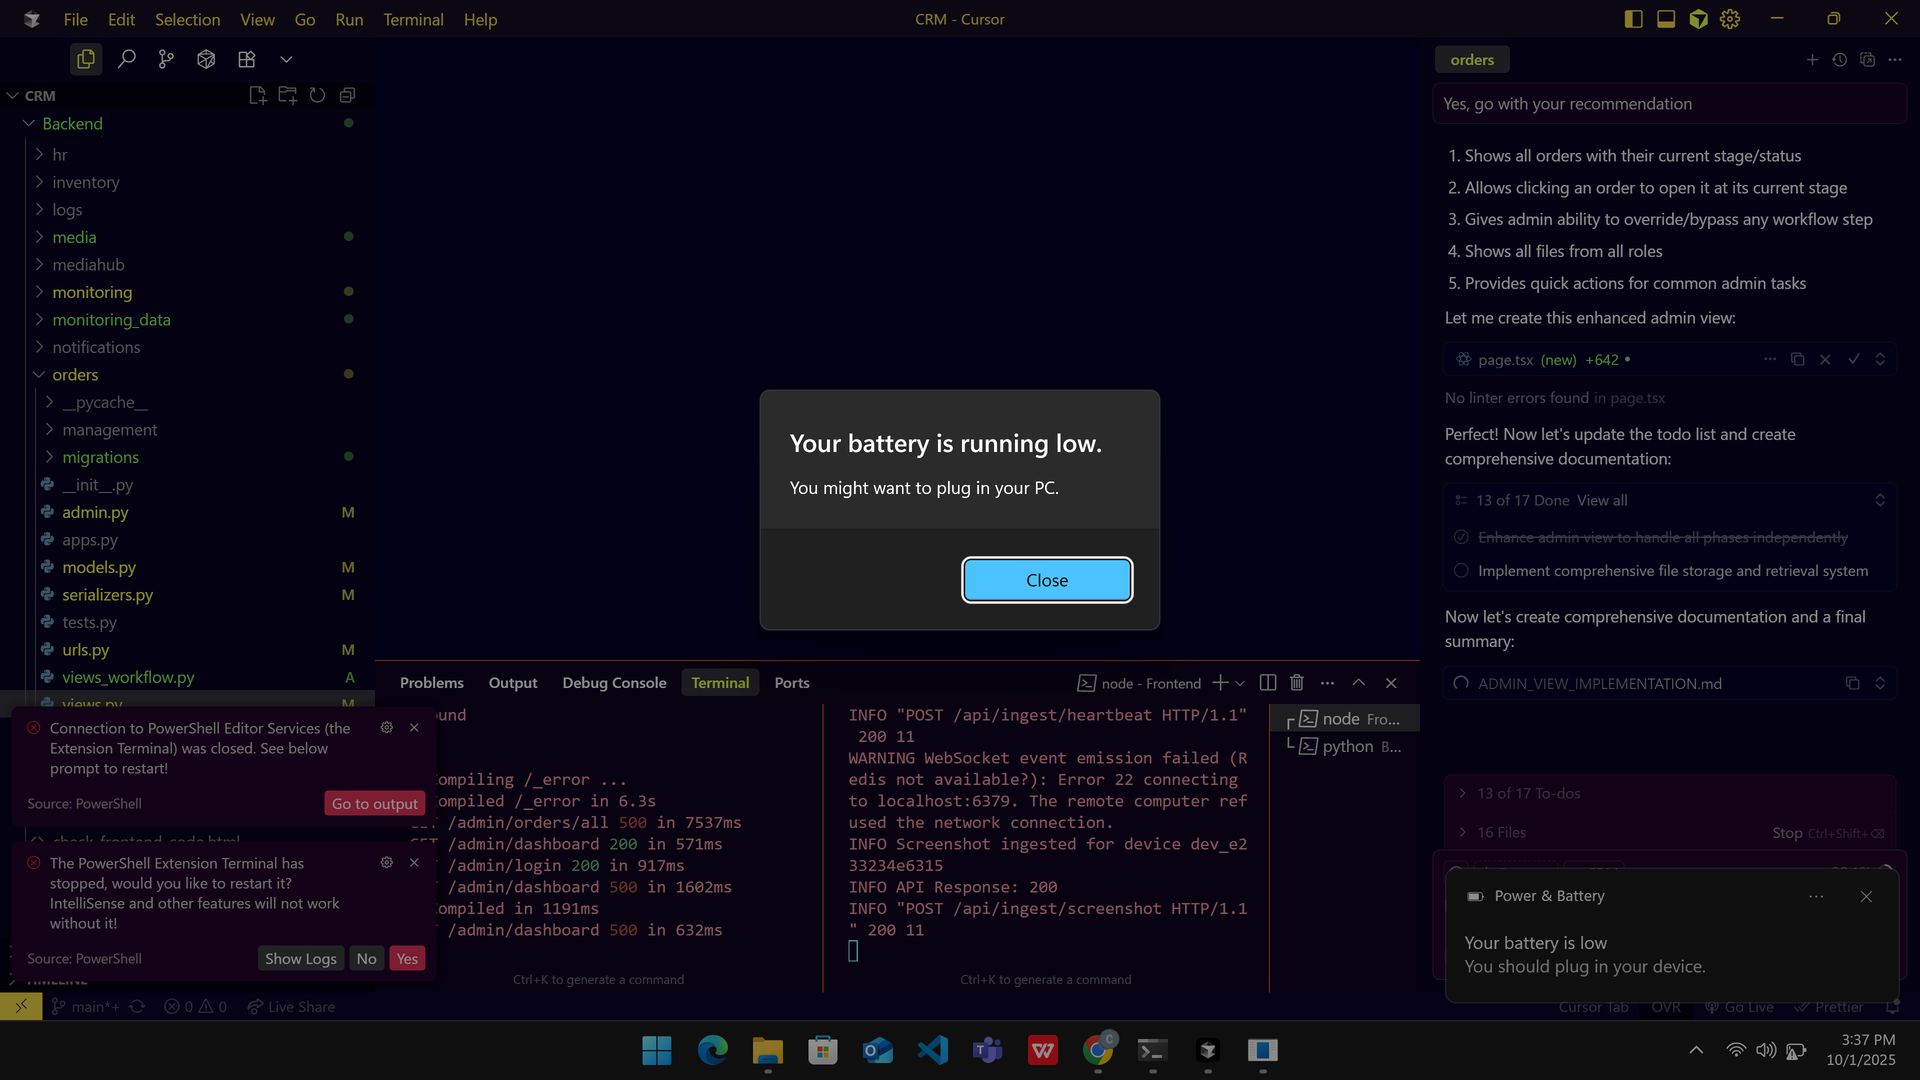 File Edit Selection View Go Run Terminal Help
CRM - Cursor
CRM
Backend
hr
inventory
logs
media
mediahub
monitoring
monitoring_data
notifications
orders
__pycache__
management
migrations
__init__.py
admin.py M
apps.py
models.py M
serializers.py M
tests.py
urls.py M
views_workflow.py A
views.py M
Connection to PowerShell Editor Services (the
Extension Terminal) was closed. See below
prompt to restart!
Source: PowerShell
Go to output
check_frontend_code.html
The PowerShell Extension Terminal has
stopped, would you like to restart it?
IntelliSense and other features will not work
without it!
Source: PowerShell
Show Logs No Yes
TIMELINE
main*+ 0 0 Live Share
Your battery is running low.
You might want to plug in your PC.
Close
Problems Output Debug Console Terminal Ports
node - Frontend
ound
ompiling /_error ...
ompiled /_error in 6.3s
/admin/orders/all 500 in 7537ms
/admin/dashboard 200 in 571ms
/admin/login 200 in 917ms
/admin/dashboard 500 in 1602ms
ompiled in 1191ms
/admin/dashboard 500 in 632ms
Ctrl+K to generate a command
INFO "POST /api/ingest/heartbeat HTTP/1.1"
200 11
WARNING WebSocket event emission failed (R
edis not available?): Error 22 connecting
to localhost:6379. The remote computer ref
used the network connection.
INFO Screenshot ingested for device dev_e2
33234e6315
INFO API Response: 200
INFO "POST /api/ingest/screenshot HTTP/1.1
" 200 11
Ctrl+K to generate a command
node Fro...
python B...
orders
Yes, go with your recommendation
1. Shows all orders with their current stage/status
2. Allows clicking an order to open it at its current stage
3. Gives admin ability to override/bypass any workflow step
4. Shows all files from all roles
5. Provides quick actions for common admin tasks
Let me create this enhanced admin view:
page.tsx (new) +642
No linter errors found in page.tsx
Perfect! Now let's update the todo list and create
comprehensive documentation:
13 of 17 Done View all
Enhance admin view to handle all phases independently
Implement comprehensive file storage and retrieval system
Now let's create comprehensive documentation and a final
summary:
ADMIN_VIEW_IMPLEMENTATION.md
13 of 17 To-dos
16 Files Stop Ctrl+Shift+
Power & Battery
Your battery is low
You should plug in your device.
Cursor Tab OVR Go Live Prettier
C
3:37 PM
10/1/2025